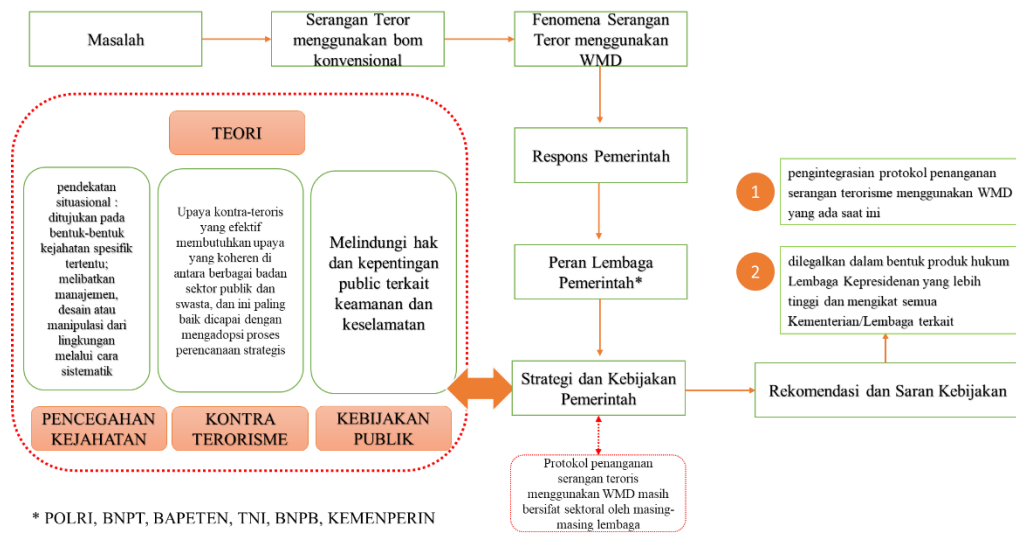 Masalah
Serangan Teror
menggunakan bom
konvensional
Fenomena Serangan
Teror menggunakan
WMD
TEORI
pendekatan
situasional :
ditujukan pada
bentuk-bentuk
kejahatan spesifik
tertentu;
melibatkan
manajemen,
desain atau
manipulasi dari
lingkungan
melalui cara
sistematik
Upaya kontra-teroris
yang efektif
membutuhkan upaya
yang koheren di
antara berbagai badan
sektor publik dan
swasta, dan ini paling
baik dicapai dengan
mengadopsi proses
perencanaan strategis
Melindungi hak
dan kepentingan
public terkait
keamanan dan
keselamatan
PENCEGAHAN
KEJAHATAN
KONTRA
TERORISME
KEBIJAKAN
PUBLIK
Respons Pemerintah
Peran Lembaga
Pemerintah*
Strategi dan Kebijakan
Pemerintah
Protokol penanganan
serangan teroris
menggunakan WMD masih
bersifat sektoral oleh masing-
masing lembaga
1
pengintegrasian protokol penanganan
serangan terorisme menggunakan WMD
yang ada saat ini
2
dilegalkan dalam bentuk produk hukum
Lembaga Kepresidenan yang lebih
tinggi dan mengikat semua
Kementerian/Lembaga terkait
Rekomendasi dan Saran Kebijakan
* POLRI, BNPT, BAPETEN, TNI, BNPB, KEMENPERIN